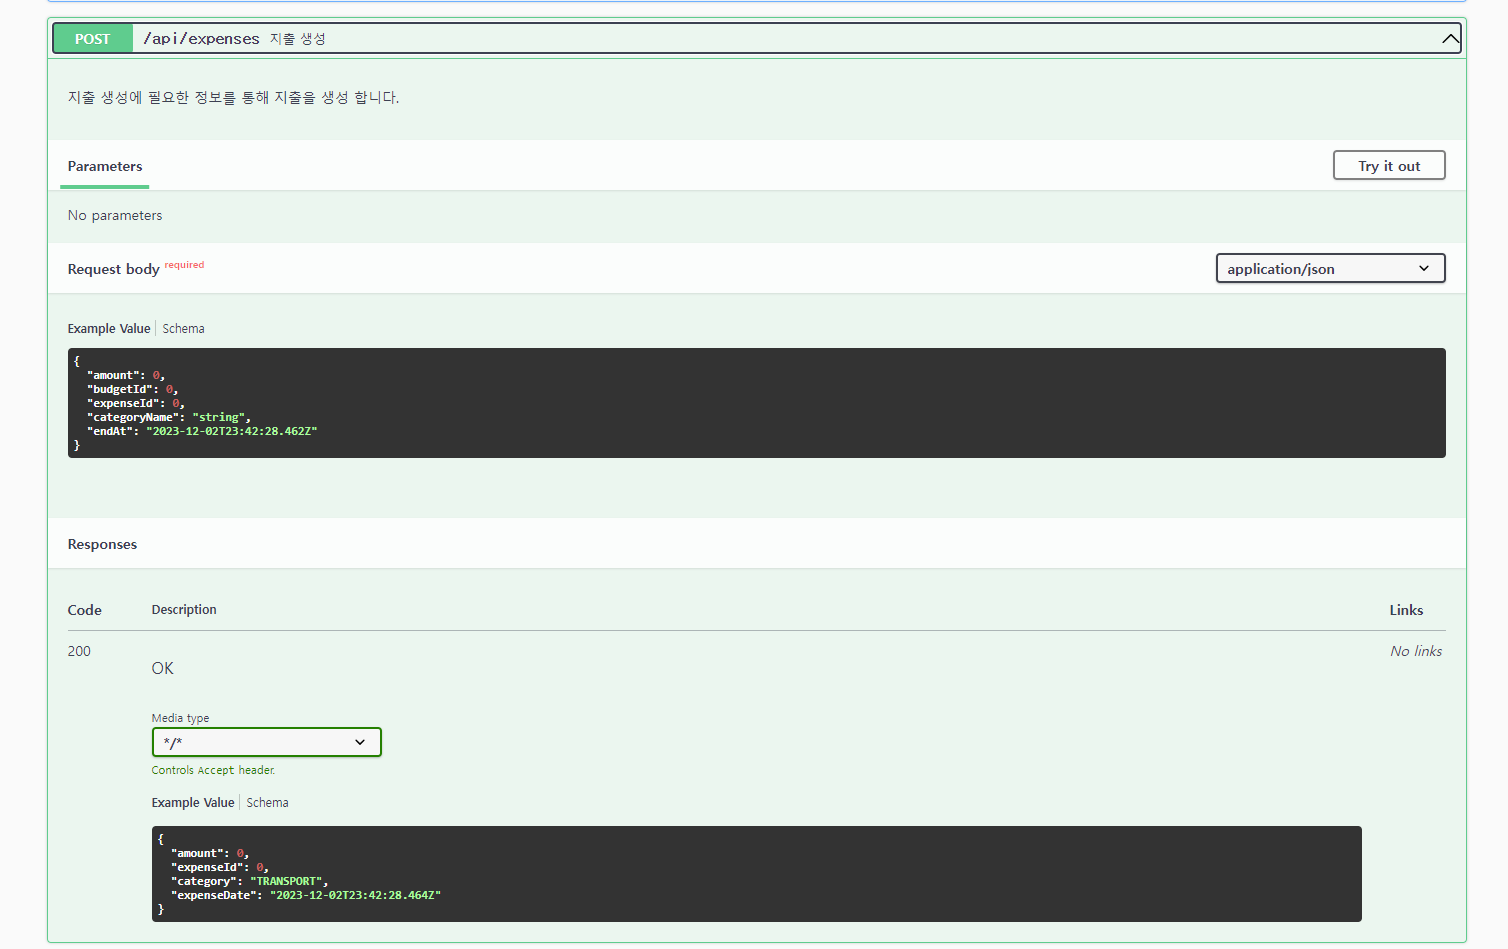 POST /api/expenses 지출 생성
지출 생성에 필요한 정보를 통해 지출을 생성 합니다.
Parameters
Try it out
No parameters
Request body required
application/json
Example Value Schema
{
  "amount": 0,
  "budgetId": 0,
  "expenseId": 0,
  "categoryName": "string",
  "endAt": "2023-12-02T23:42:28.462Z"
}
Responses
Code Description Links
200 OK No links
Media type
*/*
Controls Accept header.
Example Value Schema
{
  "amount": 0,
  "expenseId": 0,
  "category": "TRANSPORT",
  "expenseDate": "2023-12-02T23:42:28.464Z"
}